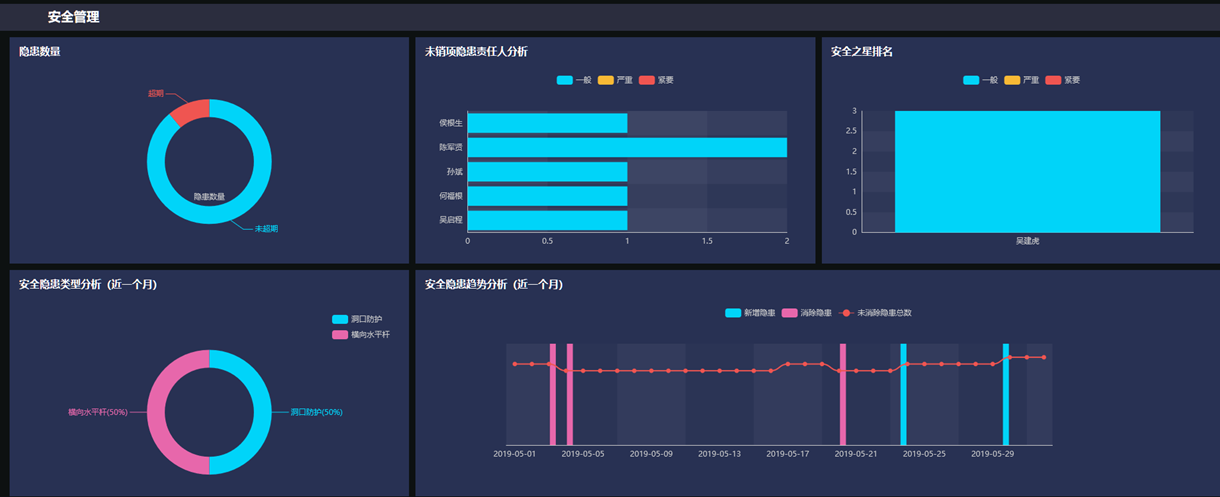 安全管理
隐患数量
超期
隐患数量
未超期
未销项隐患责任人分析
一般 严重 紧要
侯根生
陈军贤
孙斌
何福根
吴启程
0 0.5 1 1.5 2
安全之星排名
一般 严重 紧要
3
2.5
2
1.5
1
0.5
0
吴建虎
安全隐患类型分析（近一个月）
洞口防护
横向水平杆
横向水平杆(50%)
洞口防护(50%)
安全隐患趋势分析（近一个月）
新增隐患 消除隐患 未消除隐患总数
2019-05-01 2019-05-05 2019-05-09 2019-05-13 2019-05-17 2019-05-21 2019-05-25 2019-05-29